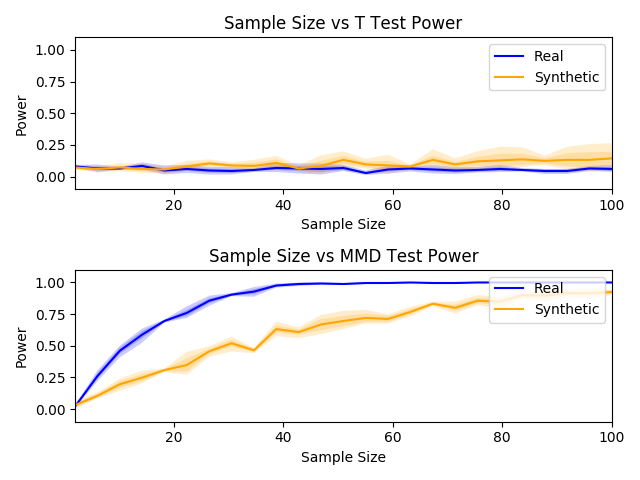 Sample Size vs T Test Power
1.00
0.75
0.50
0.25
0.00
Power
Real
Synthetic
20
40
60
80
100
Sample Size
Sample Size vs MMD Test Power
1.00
0.75
0.50
0.25
0.00
Power
Real
Synthetic
20
40
60
80
100
Sample Size